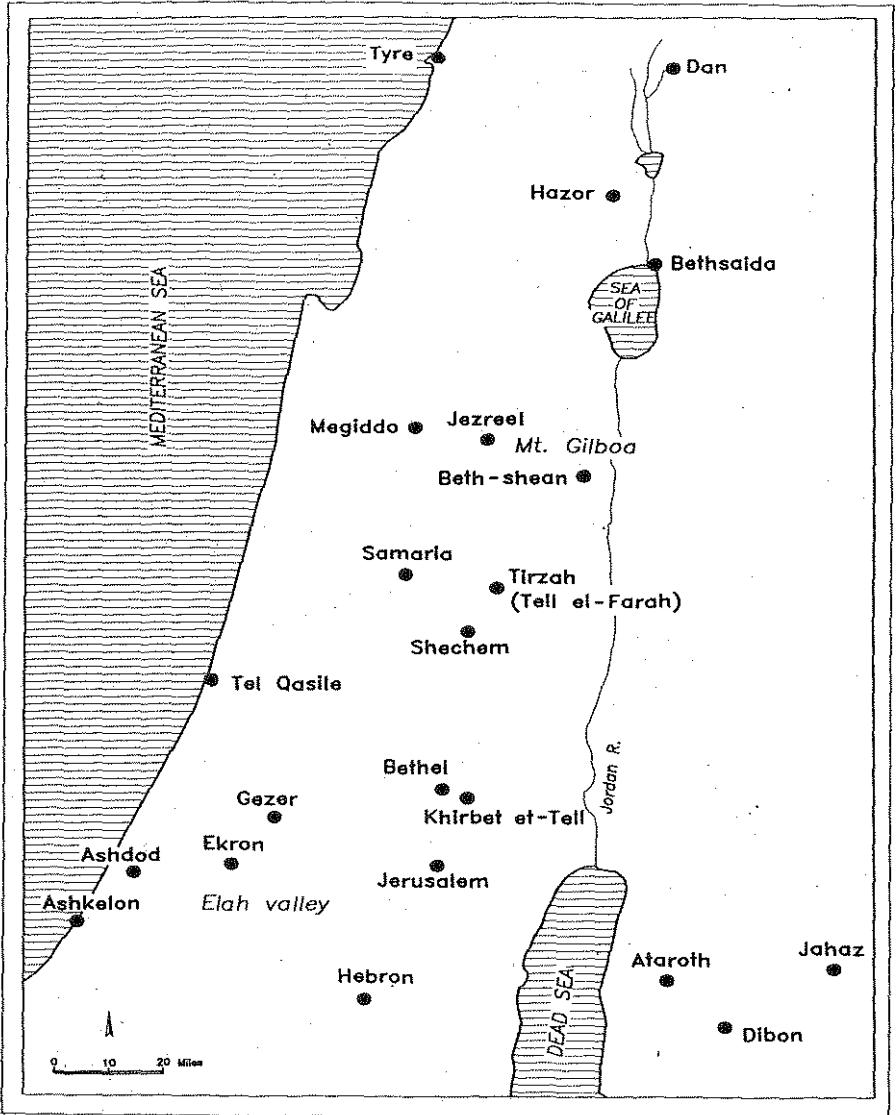 Tyre
Dan
Hazor
Bethsaida
SEA
OF
GALILEE
MEDITERRANEAN SEA
Megiddo
Jezreel
Mt. Gilboa
Beth-shean
Samaria
Tirzah
(Tell el-Farah)
Shechem
Tel Qasile
Jordan R.
Bethel
Khirbet et-Tell
Gezer
Ekron
Ashdod
Jerusalem
Ashkelon
Elah valley
Hebron
DEAD SEA
Ataroth
Jahaz
Dibon
0 10 20 Miles